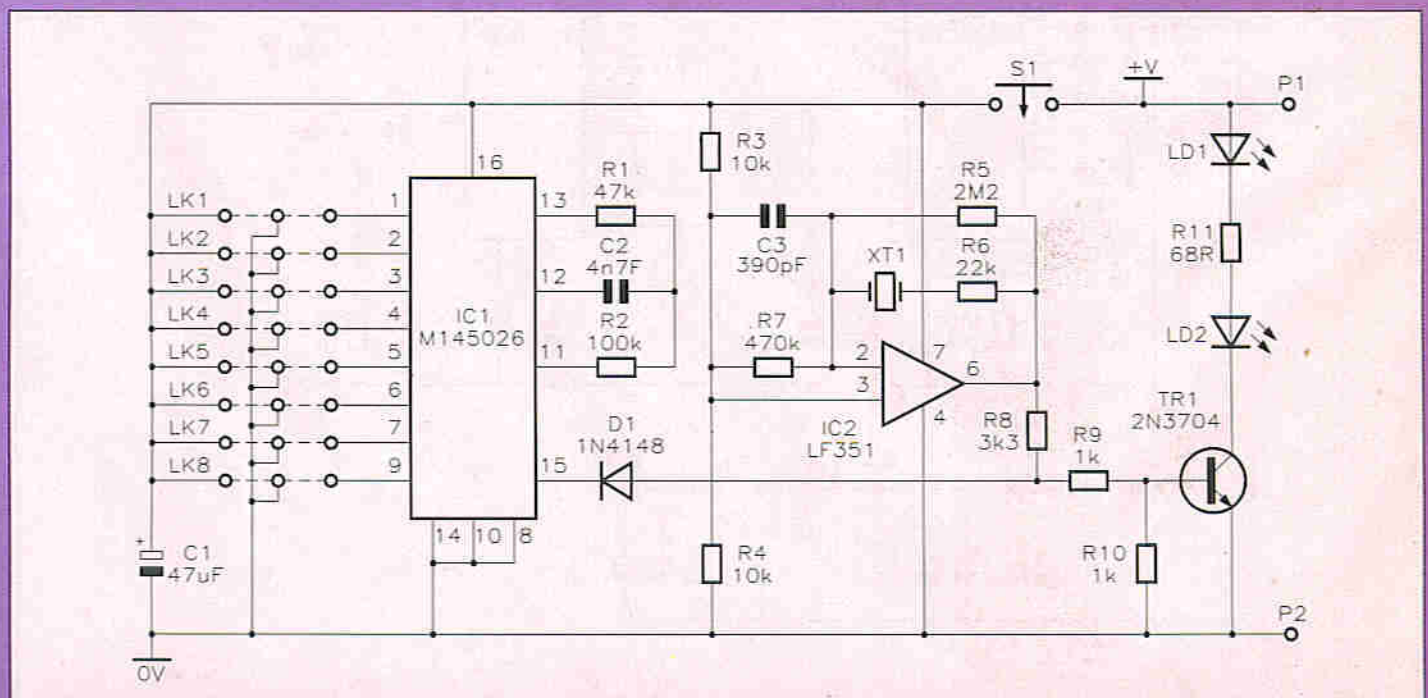 S1
+V
P1
R3
10k
LD1
16
R1
47k
R5
2M2
LK1
1
13
LK2
2
C2
4n7F
C3
390pF
XT1
R6
22k
R11
68R
LK3
3
12
LK4
4
IC1
M145026
R2
100k
R7
470k
LD2
LK5
5
11
2
7
6
LK6
6
3
4
LK7
7
D1
1N4148
IC2
LF351
R8
3k3
R9
1k
TR1
2N3704
LK8
9
15
14
10
8
+
C1
47uF
R4
10k
R10
1k
P2
0V